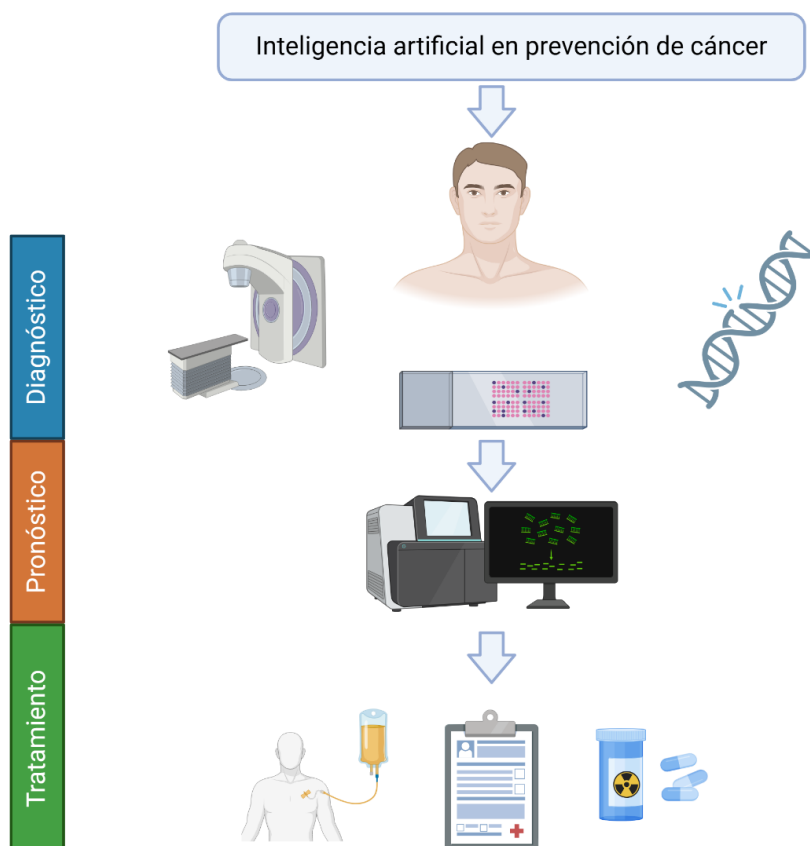 Inteligencia artificial en prevención de cáncer
Diagnóstico
Pronóstico
Tratamiento